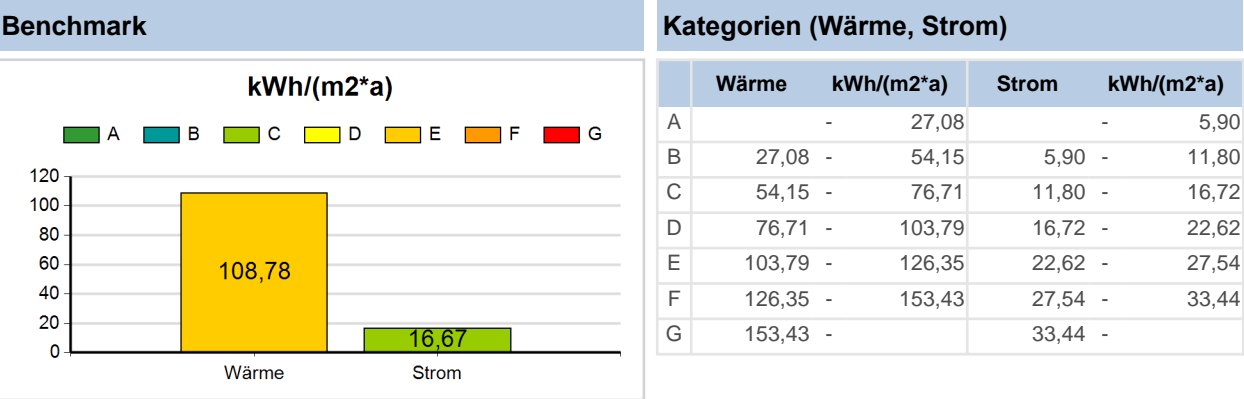 Benchmark
kWh/(m2*a)
A B C D E F G
120
100
80
60
40
20
0
108,78
16,67
Wärme Strom
Kategorien (Wärme, Strom)
Wärme kWh/(m2*a) Strom kWh/(m2*a)
A - 27,08 - 5,90
B 27,08 - 54,15 5,90 - 11,80
C 54,15 - 76,71 11,80 - 16,72
D 76,71 - 103,79 16,72 - 22,62
E 103,79 - 126,35 22,62 - 27,54
F 126,35 - 153,43 27,54 - 33,44
G 153,43 - 33,44 -